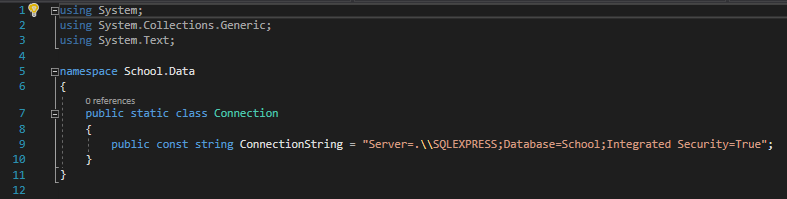 1 using System;
2 using System.Collections.Generic;
3 using System.Text;
4
5 namespace School.Data
6 {
0 references
7 public static class Connection
8 {
9 public const string ConnectionString = "Server=.\\SQLEXPRESS;Database=School;Integrated Security=True";
10 }
11 }
12